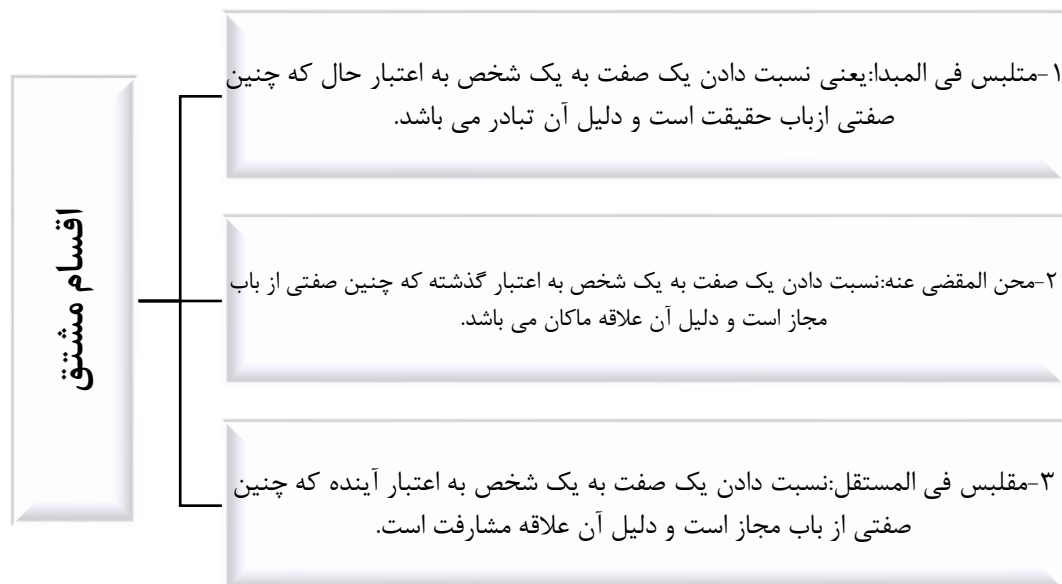 اقسام مشتق
۱-متلبس فی المبدا:یعنی نسبت دادن یک صفت به یک شخص به اعتبار حال که چنین
صفتی ازباب حقیقت است و دلیل آن تبادر می باشد.
۲-محن المقضی عنه:نسبت دادن یک صفت به یک شخص به اعتبار گذشته که چنین صفتی از باب
مجاز است و دلیل آن علاقه ماکان می باشد.
۳-مقلبس فی المستقل:نسبت دادن یک صفت به یک شخص به اعتبار آینده که چنین
صفتی از باب مجاز است و دلیل آن علاقه مشارفت است.